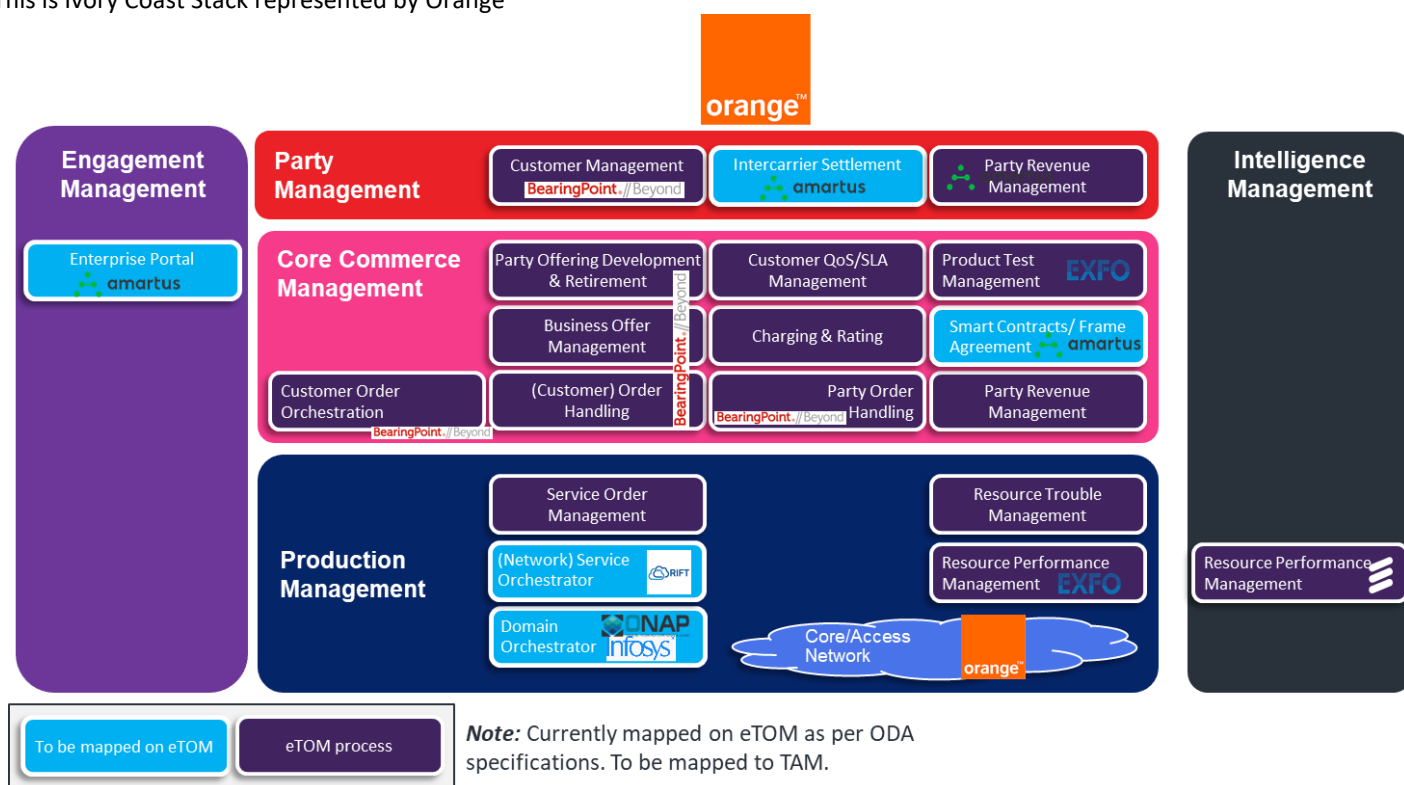 This is Ivory Coast Stack represented by Orange
orange™
Engagement
Management
Enterprise Portal
amartus
Party
Management
Customer Management
BearingPoint®//Beyond
Intercarrier Settlement
amartus
Party Revenue
Management
Intelligence
Management
Core Commerce
Management
Party Offering Development
& Retirement
Customer QoS/SLA
Management
Product Test
Management
EXFO
Business Offer
Management
BearingPoint®//Beyond
Charging & Rating
Smart Contracts/ Frame
Agreement
amartus
Customer Order
Orchestration
BearingPoint®//Beyond
(Customer) Order
Handling
Party Order
Handling
BearingPoint®//Beyond
Party Revenue
Management
Production
Management
Service Order
Management
Resource Trouble
Management
(Network) Service
Orchestrator
RIFT
Resource Performance
Management
EXFO
Resource Performance
Management
Domain
Orchestrator
ONAP
Infosys
Core/Access
Network
orange™
To be mapped on eTOM
eTOM process
Note: Currently mapped on eTOM as per ODA
specifications. To be mapped to TAM.